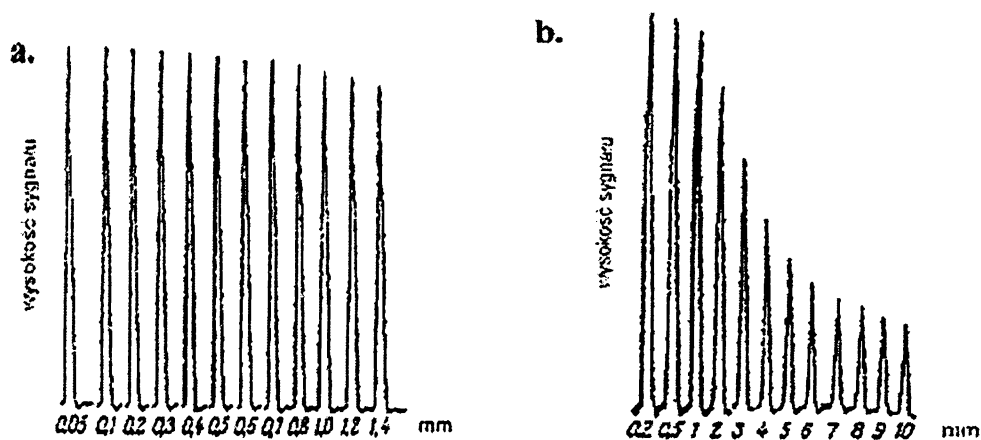 a.
wysokość sygnału
0,05 0,1 0,2 0,3 0,4 0,5 0,6 0,7 0,8 1,0 1,2 1,4 mm
b.
wysokość sygnału
0,2 0,5 1 2 3 4 5 6 7 8 9 10 mm